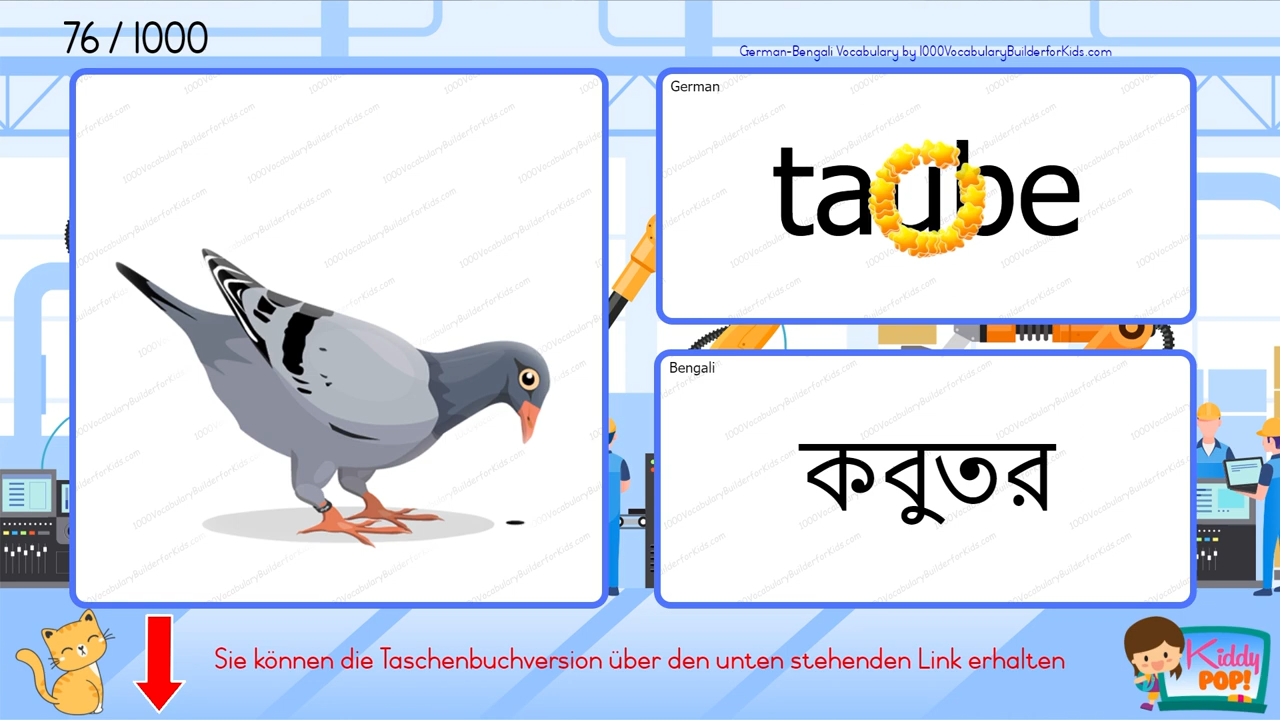 76 / 1000
German-Bengali Vocabulary by 1000VocabularyBuilderforKids.com
German
taube
Bengali
কবুতর
Sie können die Taschenbuchversion über den unten stehenden Link erhalten
Kiddy
POP!